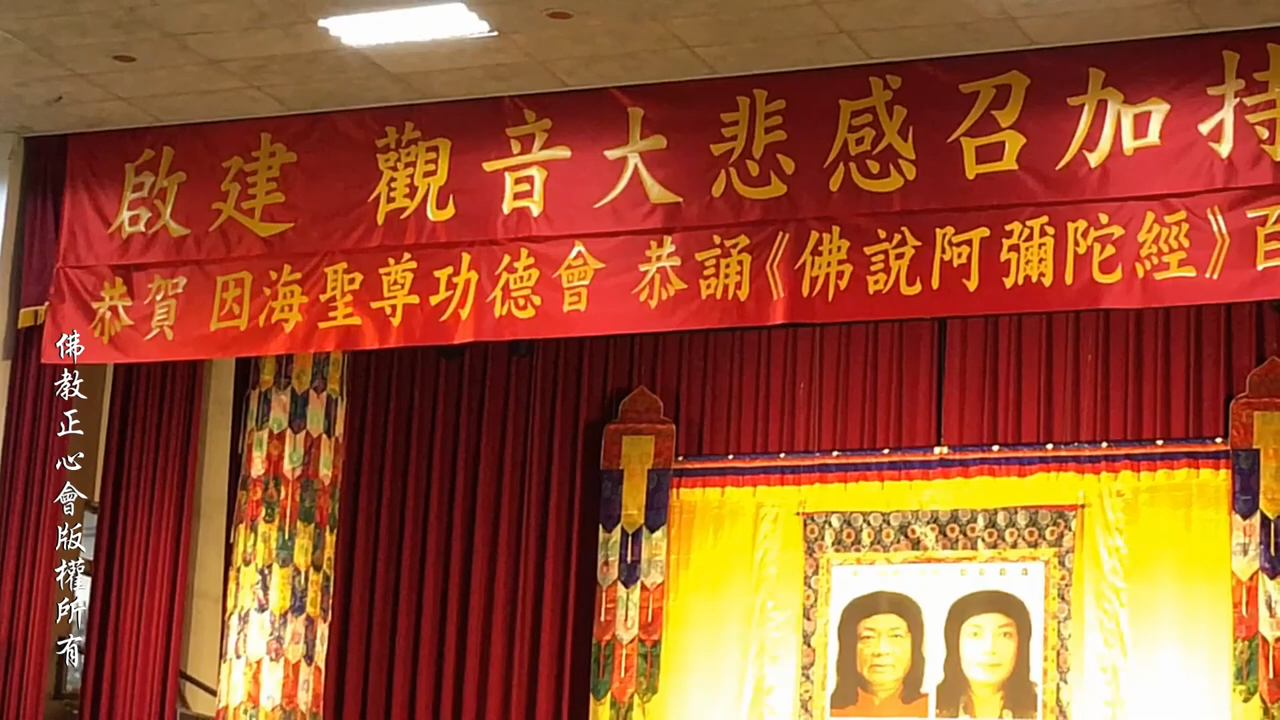 啟建 觀音大悲感召加持
恭賀 因海聖尊功德會 恭誦《佛說阿彌陀經》百
佛教正心會版權所有